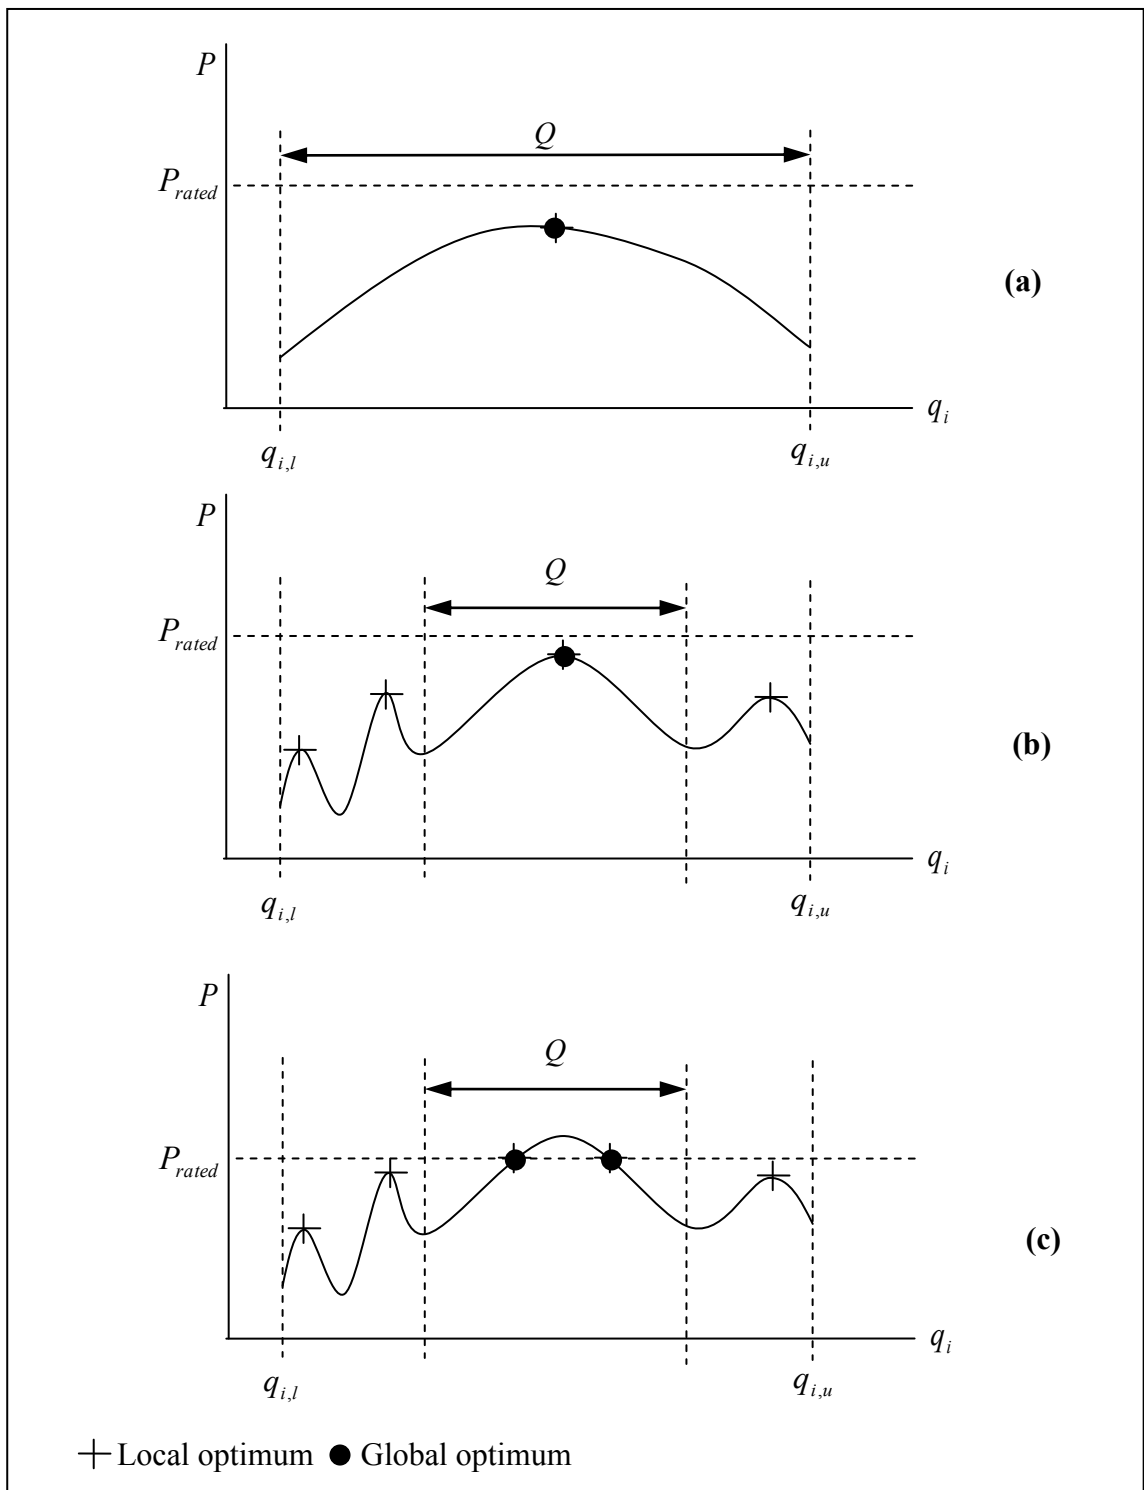 P
Q
P_rated
(a)
q_i
q_i,l q_i,u
P
Q
P_rated
(b)
q_i
q_i,l q_i,u
P
Q
P_rated
(c)
q_i
q_i,l q_i,u
Local optimum Global optimum